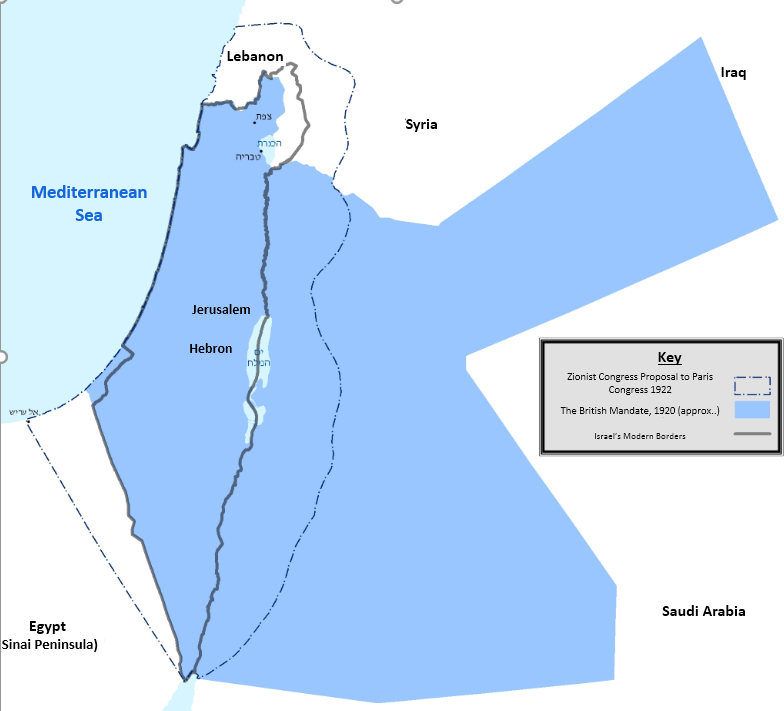 Lebanon
Iraq
Syria
צפת
הכנרת
טבריה
Mediterranean
Sea
Jerusalem
Hebron
ים
המלח
אל עריש
Key
Zionist Congress Proposal to Paris
Congress 1922
The British Mandate, 1920 (approx..)
Israel's Modern Borders
Egypt
(Sinai Peninsula)
Saudi Arabia